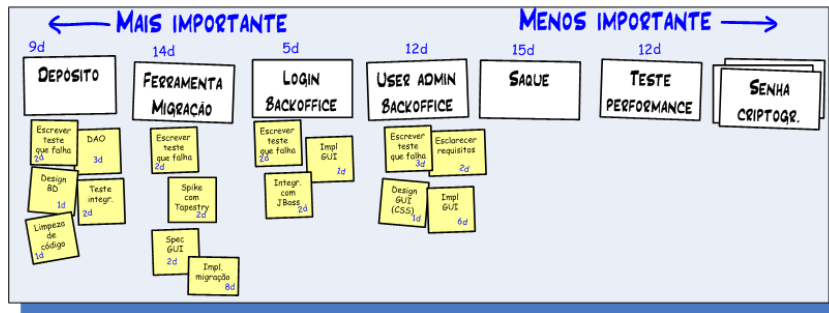 MAIS IMPORTANTE
MENOS IMPORTANTE
9d
DEPÓSITO
Escrever
teste
que falha
2d
DAO
3d
Design
BD
1d
Teste
integr.
2d
Limpeza
de
código
1d
14d
FERRAMENTA
MIGRAÇÃO
Escrever
teste
que falha
2d
Spike
com
Tapestry
2d
Spec
GUI
2d
Impl.
migração
8d
5d
LOGIN
BACKOFFICE
Escrever
teste
que falha
2d
Impl
GUI
1d
Integr.
com
JBoss
2d
12d
USER ADMIN
BACKOFFICE
Escrever
teste
que falha
3d
Esclarecer
requisitos
2d
Design
GUI
(CSS)
1d
Impl
GUI
6d
15d
SAQUE
12d
TESTE
PERFORMANCE
SENHA
CRIPTOGR.